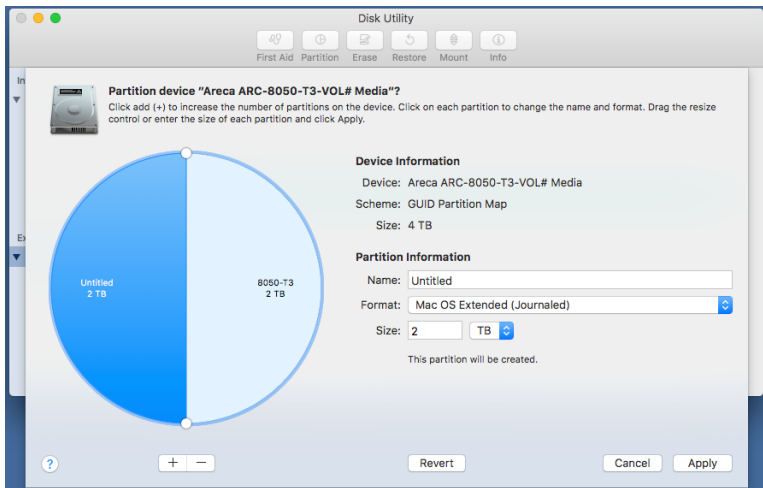 Disk Utility
First Aid Partition Erase Restore Mount Info
In
Partition device "Areca ARC-8050-T3-VOL# Media"?
Click add (+) to increase the number of partitions on the device. Click on each partition to change the name and format. Drag the resize
control or enter the size of each partition and click Apply.
Device Information
Device: Areca ARC-8050-T3-VOL# Media
Scheme: GUID Partition Map
Size: 4 TB
Ex
Partition Information
Untitled
2 TB
8050-T3
2 TB
Name: Untitled
Format: Mac OS Extended (Journaled)
Size: 2 TB
This partition will be created.
? + − Revert Cancel Apply